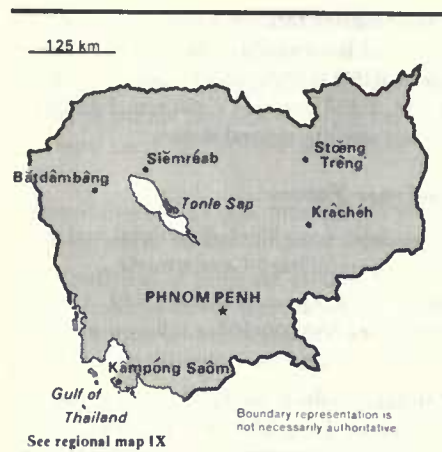 125 km
Siĕmréab
Stœ̆ng
Trêng
Bătdâmbâng
Tonle Sap
Krâchéh
PHNOM PENH
Kâmpóng Saôm
Gulf of
Thailand
Boundary representation is
not necessarily authoritative
See regional map IX